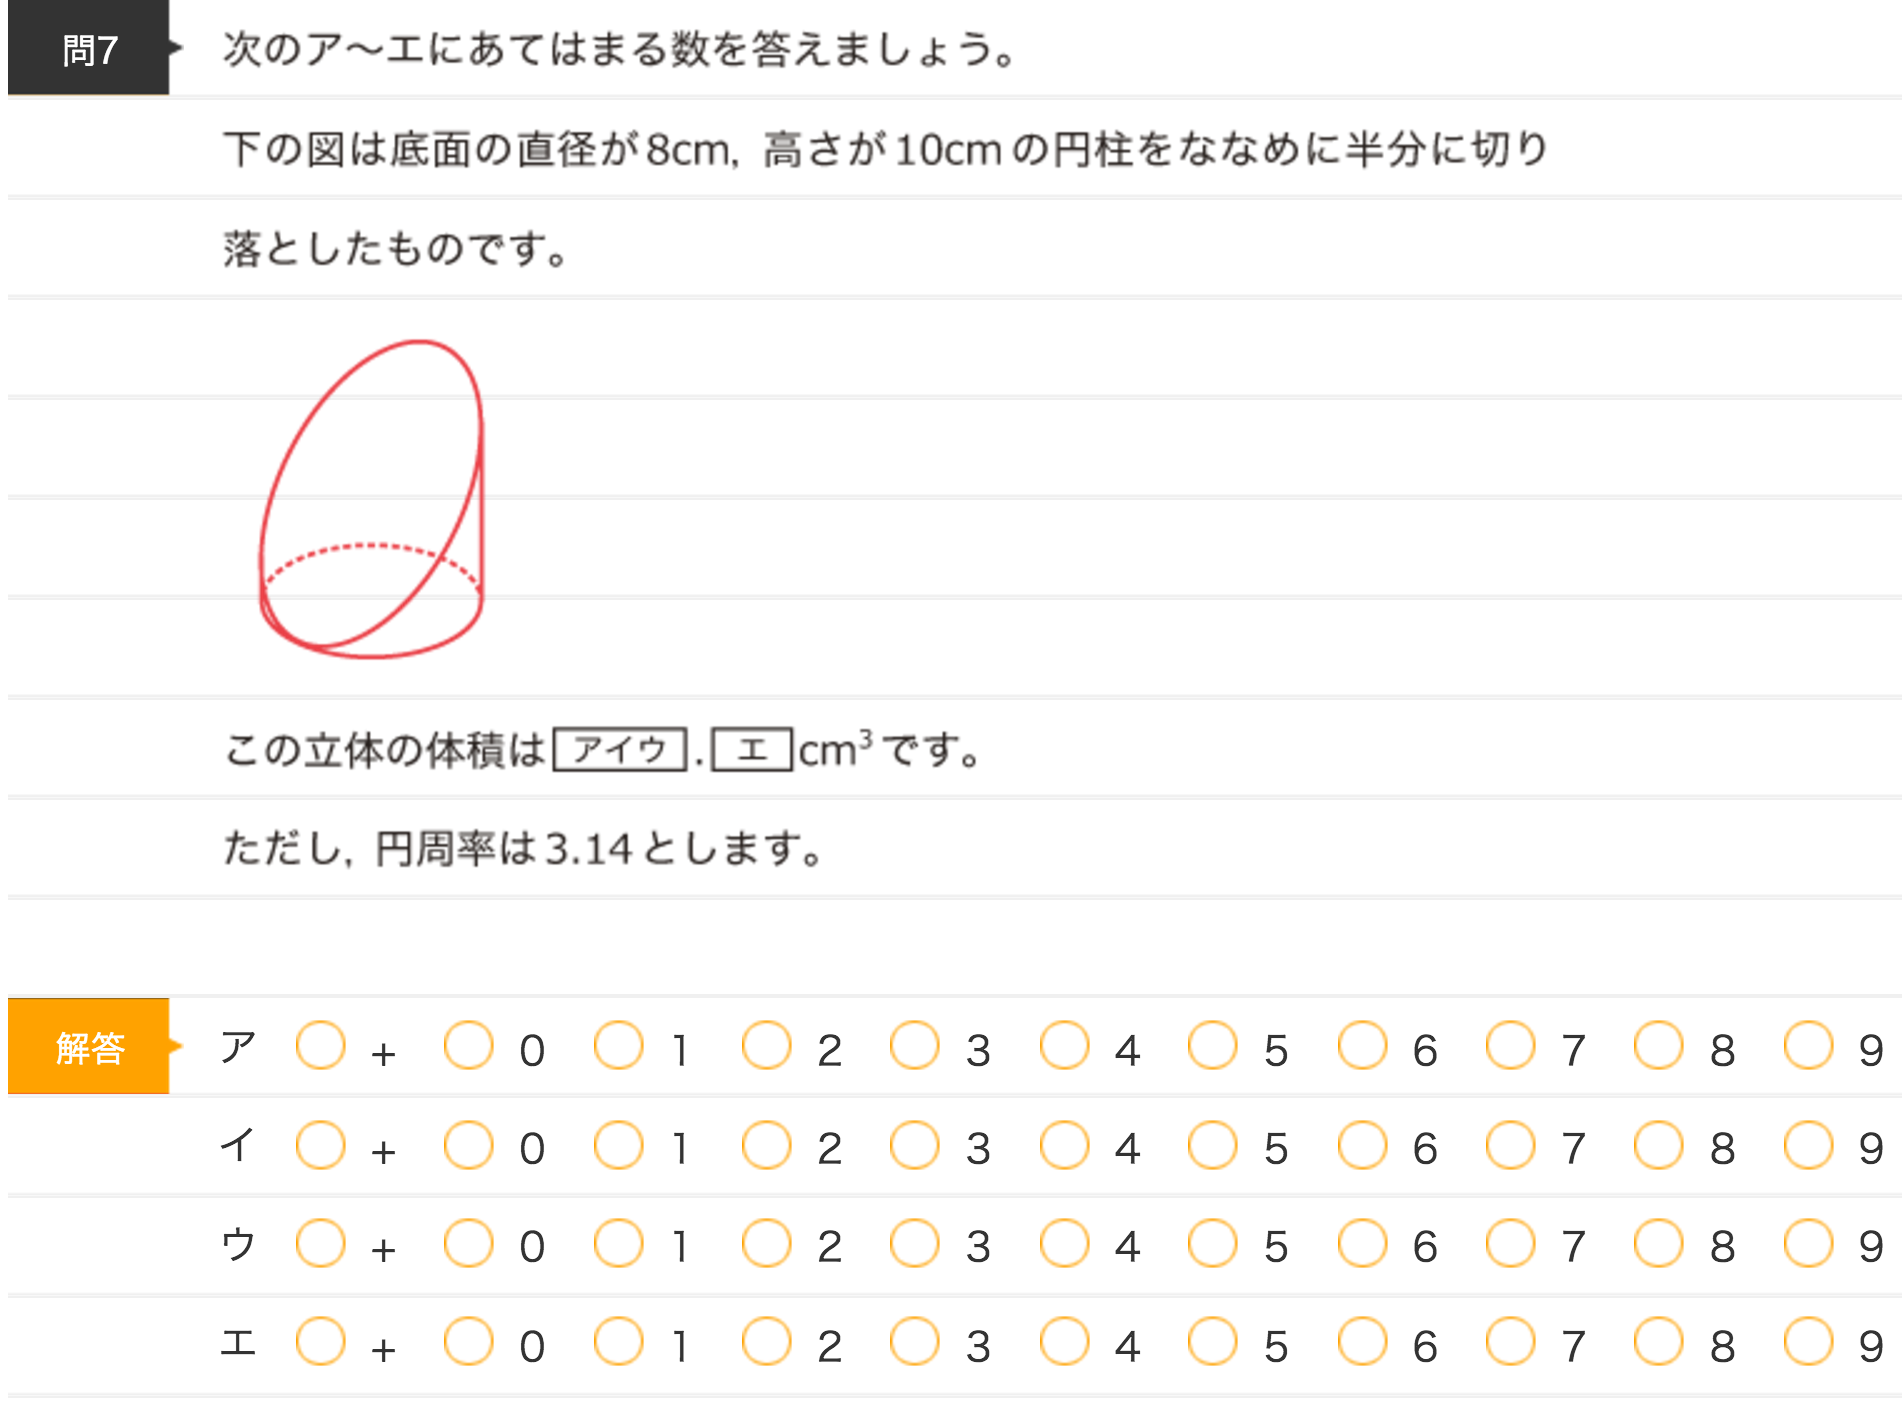 問7 次のア～エにあてはまる数を答えましょう。
下の図は底面の直径が8cm, 高さが10cmの円柱をななめに半分に切り
落としたものです。
この立体の体積はアイウ.エcm³です。
ただし, 円周率は3.14とします。
解答 ア + 0 1 2 3 4 5 6 7 8 9
イ + 0 1 2 3 4 5 6 7 8 9
ウ + 0 1 2 3 4 5 6 7 8 9
エ + 0 1 2 3 4 5 6 7 8 9